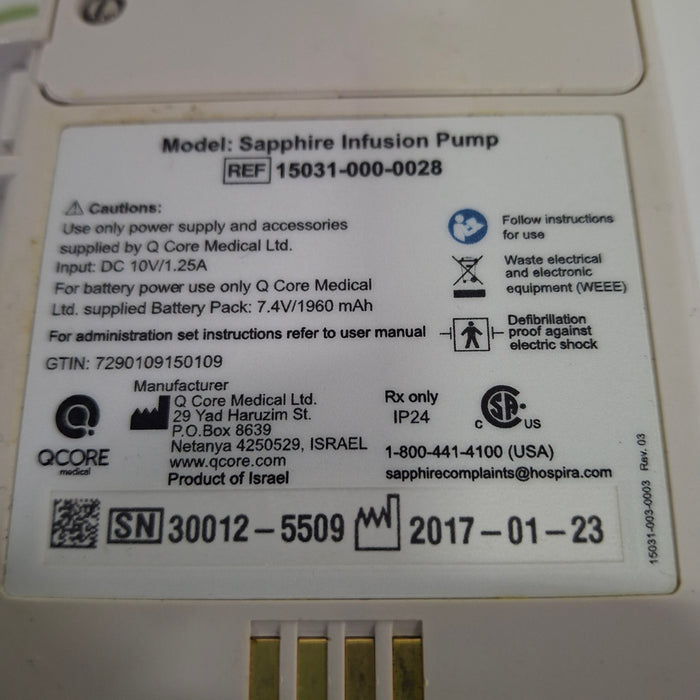 Model: Sapphire Infusion Pump
REF 15031-000-0028
Cautions:
Use only power supply and accessories
supplied by Q Core Medical Ltd.
Input: DC 10V/1.25A
For battery power use only Q Core Medical
Ltd. supplied Battery Pack: 7.4V/1960 mAh
For administration set instructions refer to user manual
GTIN: 7290109150109
Follow instructions
for use
Waste electrical
and electronic
equipment (WEEE)
Defibrillation
proof against
electric shock
QCORE
medical
Manufacturer
Q Core Medical Ltd.
29 Yad Haruzim St.
P.O.Box 8639
Netanya 4250529, ISRAEL
www.qcore.com
Product of Israel
Rx only
IP24
C SA US
1-800-441-4100 (USA)
sapphirecomplaints@hospira.com
SN 30012-5509 2017-01-23
15031-003-0003 Rev. 03